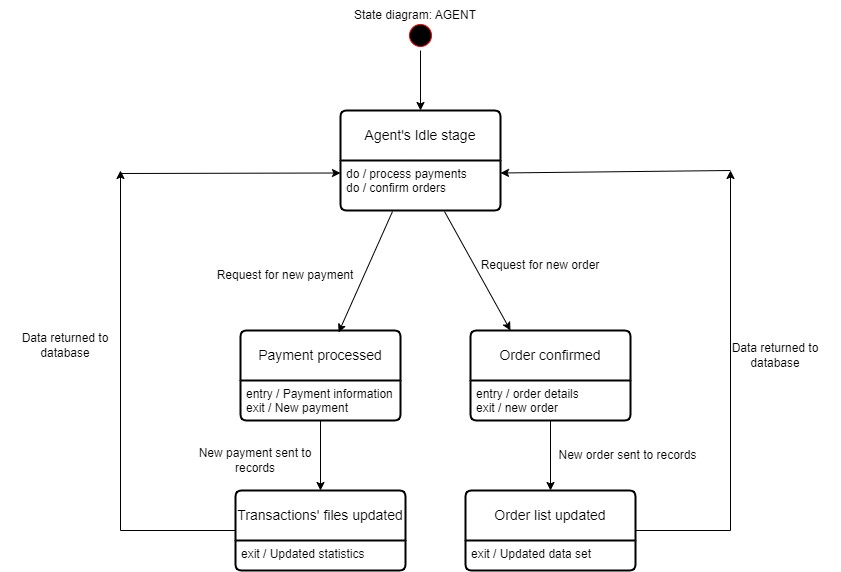 State diagram: AGENT
Agent's Idle stage
do / process payments
do / confirm orders
Request for new payment
Request for new order
Data returned to
database
Data returned to
database
Payment processed
entry / Payment information
exit / New payment
Order confirmed
entry / order details
exit / new order
New payment sent to
records
New order sent to records
Transactions' files updated
exit / Updated statistics
Order list updated
exit / Updated data set